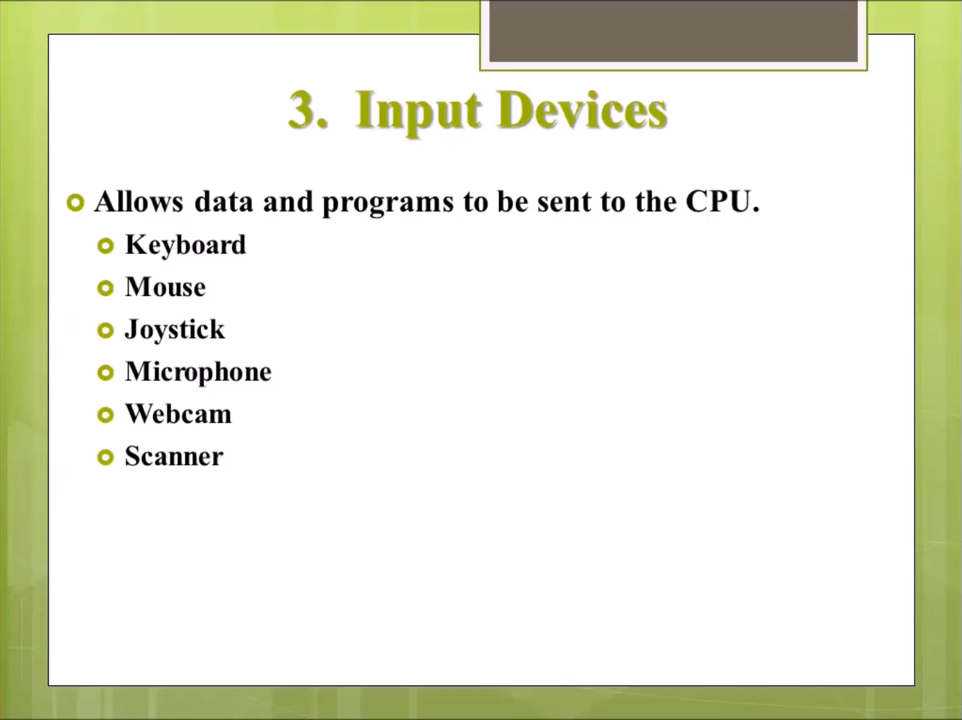 3. Input Devices
Allows data and programs to be sent to the CPU.
Keyboard
Mouse
Joystick
Microphone
Webcam
Scanner